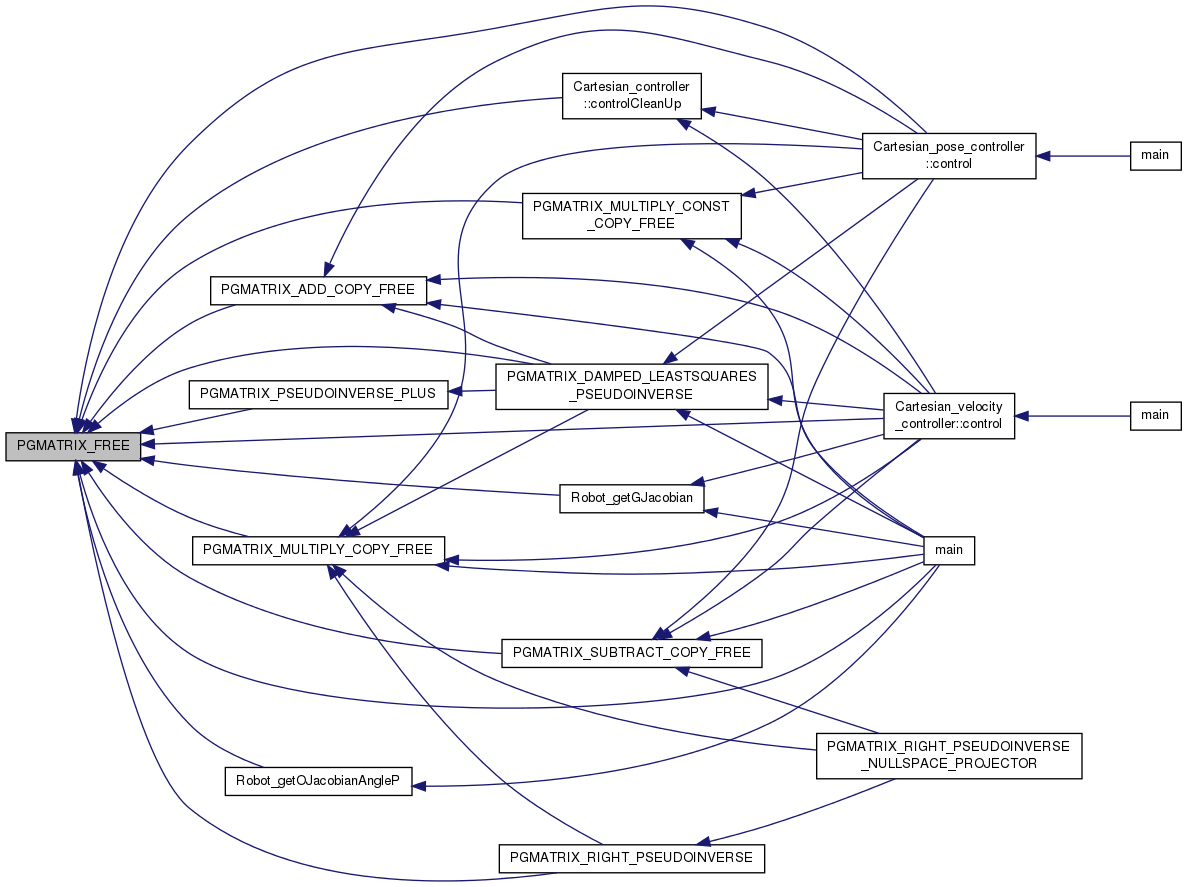 Cartesian_controller
::controlCleanUp
Cartesian_pose_controller
::control
main
PGMATRIX_MULTIPLY_CONST
_COPY_FREE
PGMATRIX_ADD_COPY_FREE
PGMATRIX_DAMPED_LEASTSQUARES
_PSEUDOINVERSE
PGMATRIX_PSEUDOINVERSE_PLUS
Cartesian_velocity
_controller::control
main
PGMATRIX_FREE
Robot_getGJacobian
PGMATRIX_MULTIPLY_COPY_FREE
main
PGMATRIX_SUBTRACT_COPY_FREE
PGMATRIX_RIGHT_PSEUDOINVERSE
_NULLSPACE_PROJECTOR
Robot_getOJacobianAngleP
PGMATRIX_RIGHT_PSEUDOINVERSE